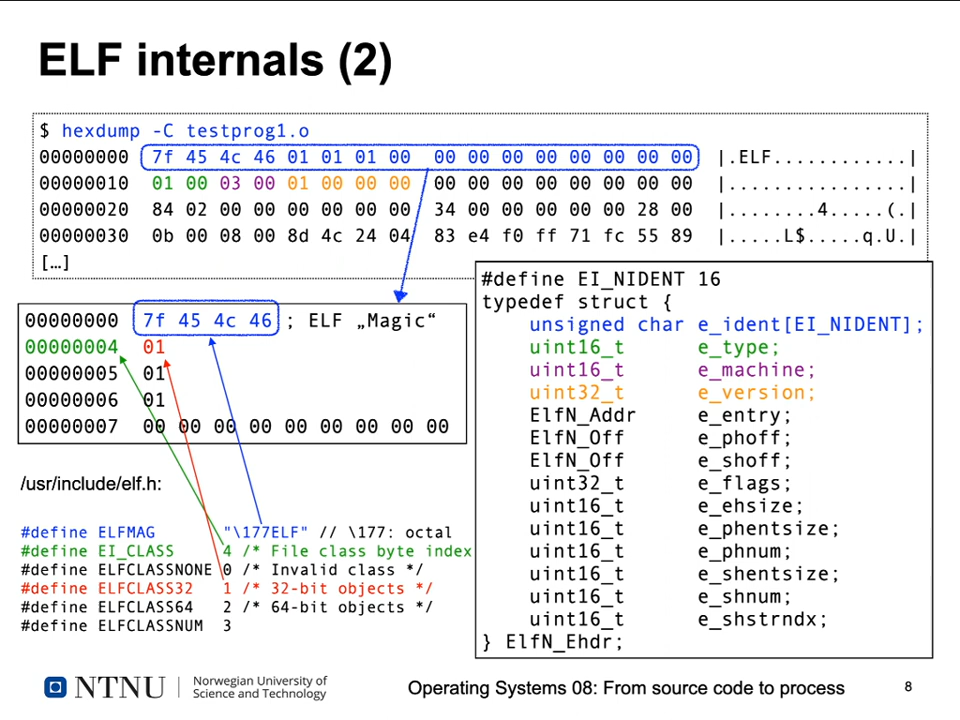 ELF internals (2)
$ hexdump -C testprog1.o
00000000 7f 45 4c 46 01 01 01 00 00 00 00 00 00 00 00 00 |.ELF............|
00000010 01 00 03 00 01 00 00 00 00 00 00 00 00 00 00 00 |................|
00000020 84 02 00 00 00 00 00 00 34 00 00 00 00 00 28 00 |........4.....(.|
00000030 0b 00 08 00 8d 4c 24 04 83 e4 f0 ff 71 fc 55 89 |.....L$.....q.U.|
[…]
00000000 7f 45 4c 46 ; ELF „Magic“
00000004 01
00000005 01
00000006 01
00000007 00 00 00 00 00 00 00 00 00
/usr/include/elf.h:
#define ELFMAG "\177ELF" // \177: octal
#define EI_CLASS 4 /* File class byte index
#define ELFCLASSNONE 0 /* Invalid class */
#define ELFCLASS32 1 /* 32-bit objects */
#define ELFCLASS64 2 /* 64-bit objects */
#define ELFCLASSNUM 3
#define EI_NIDENT 16
typedef struct {
unsigned char e_ident[EI_NIDENT];
uint16_t e_type;
uint16_t e_machine;
uint32_t e_version;
ElfN_Addr e_entry;
ElfN_Off e_phoff;
ElfN_Off e_shoff;
uint32_t e_flags;
uint16_t e_ehsize;
uint16_t e_phentsize;
uint16_t e_phnum;
uint16_t e_shentsize;
uint16_t e_shnum;
uint16_t e_shstrndx;
} ElfN_Ehdr;
NTNU
Norwegian University of
Science and Technology
Operating Systems 08: From source code to process
8